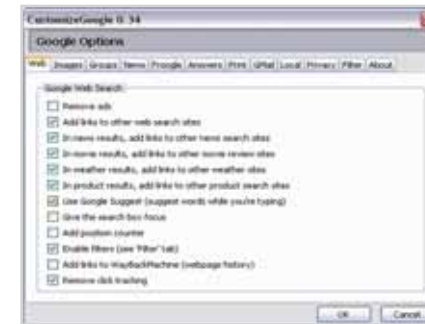 CustomizeGoogle 0.34
Google Options
Web Images Groups News Froogle Answers Print GMail Local Privacy Filter About
Google Web Search
Remove ads
Add links to other web search sites
In news results, add links to other news search sites
In movie results, add links to other movie review sites
In weather results, add links to other weather sites
In product results, add links to other product search sites
Use Google Suggest (suggest words while you're typing)
Give the search box focus
Add position counter
Enable filters (see 'Filter' tab)
Add links to WayBackMachine (webpage history)
Remove click tracking
OK Cancel